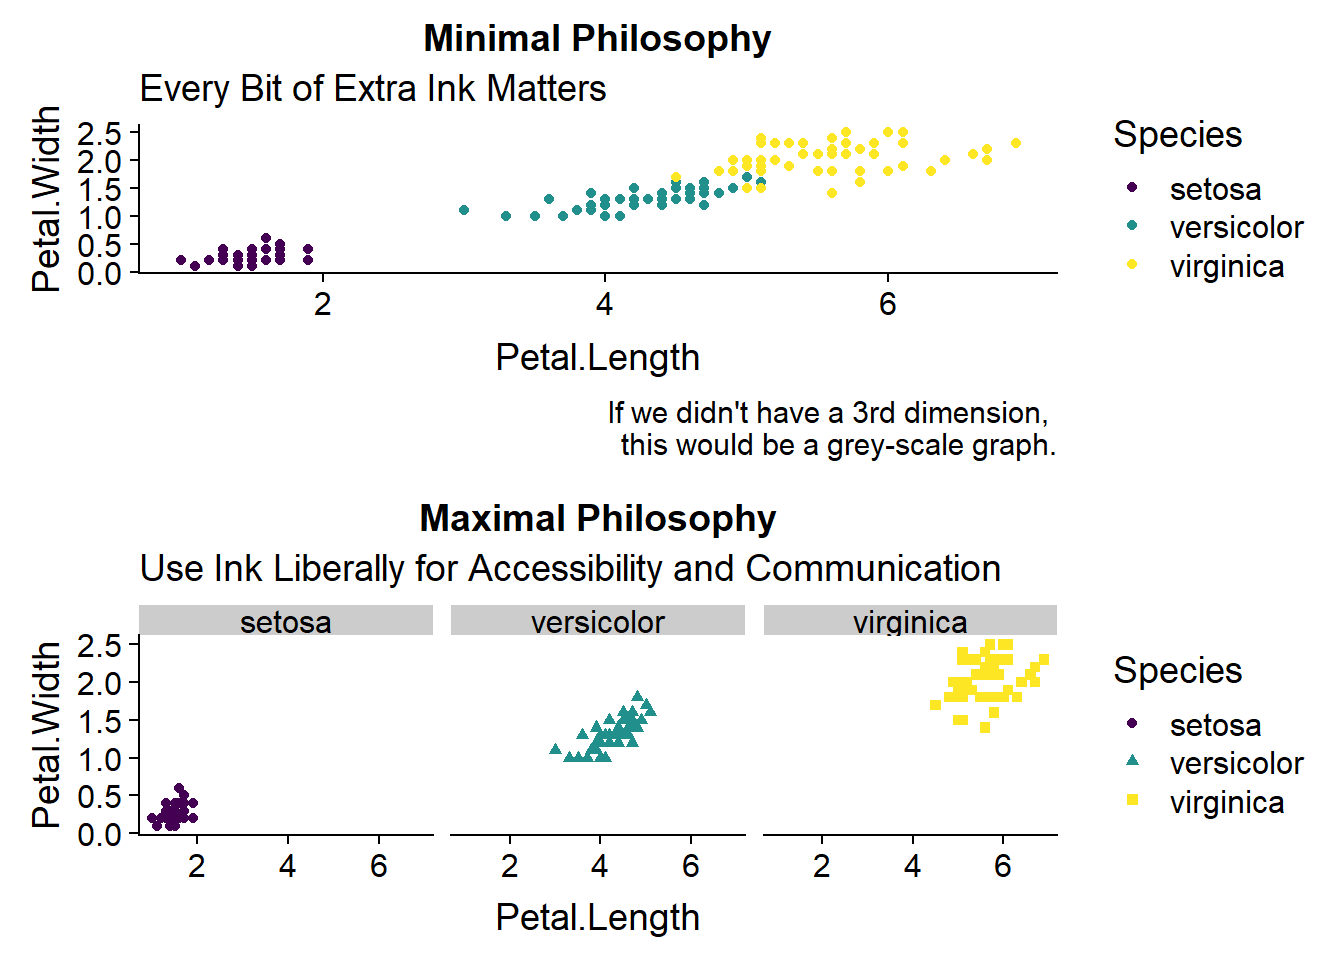 Minimal Philosophy
Every Bit of Extra Ink Matters
Petal.Width
2.5
2.0
1.5
1.0
0.5
0.0
2 4 6
Petal.Length
Species
setosa
versicolor
virginica
If we didn't have a 3rd dimension,
this would be a grey-scale graph.
Maximal Philosophy
Use Ink Liberally for Accessibility and Communication
setosa versicolor virginica
Petal.Width
2.5
2.0
1.5
1.0
0.5
0.0
2 4 6 2 4 6 2 4 6
Petal.Length
Species
setosa
versicolor
virginica